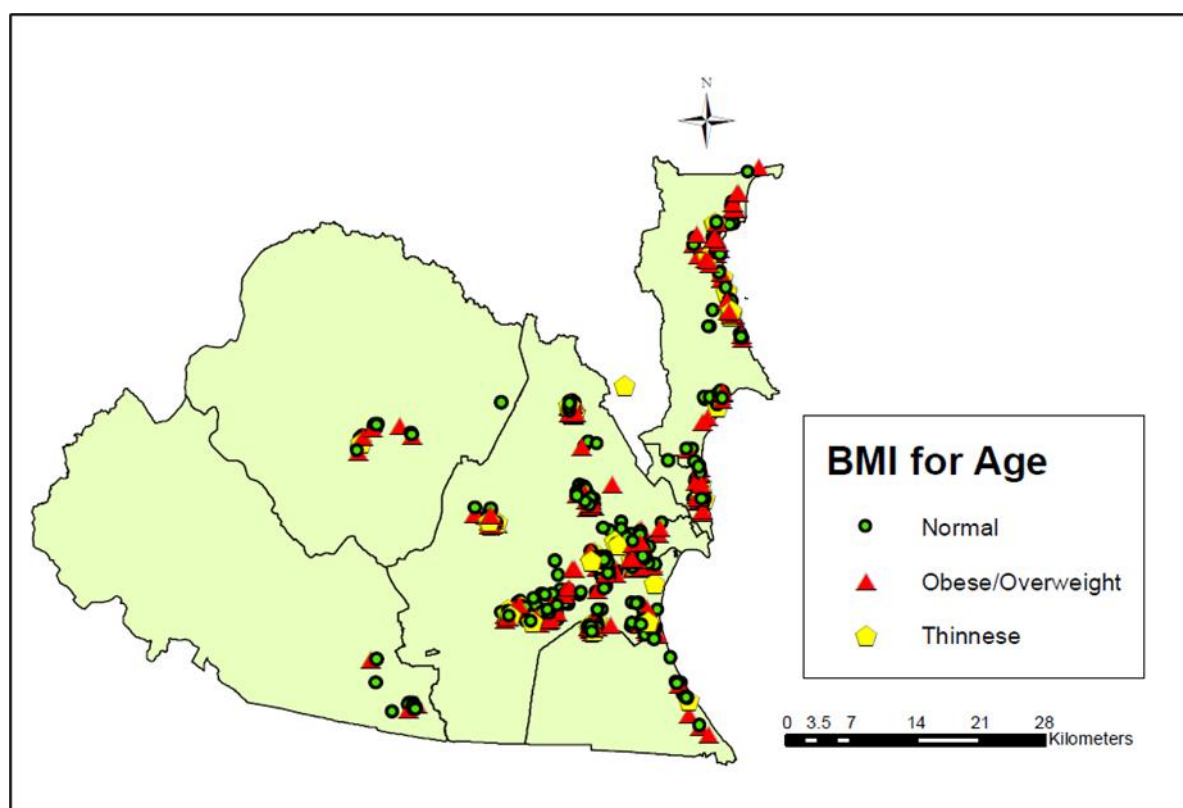 N
BMI for Age
Normal
Obese/Overweight
Thinnese
0 3.5 7 14 21 28
Kilometers